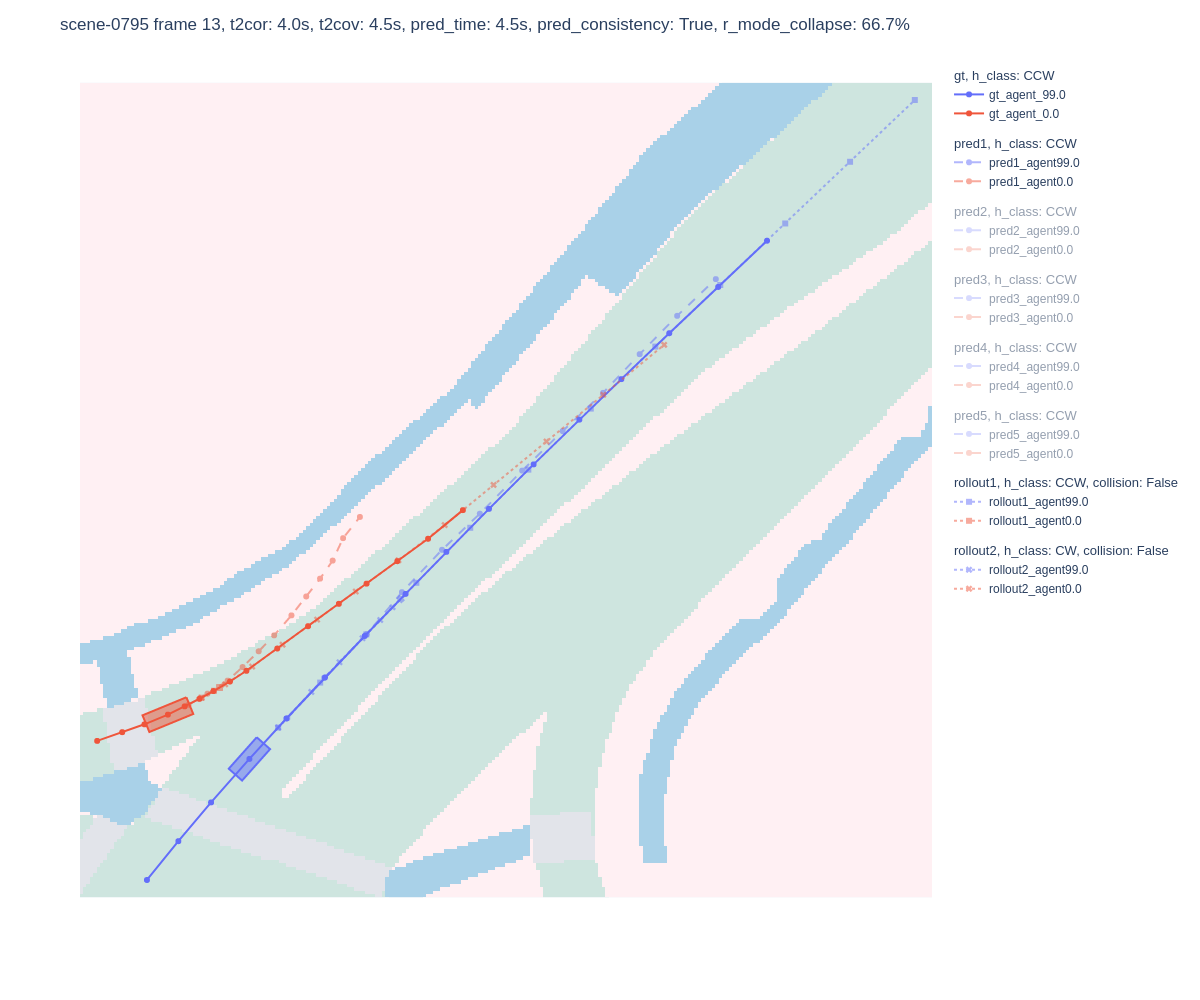 scene-0795 frame 13, t2cor: 4.0s, t2cov: 4.5s, pred_time: 4.5s, pred_consistency: True, r_mode_collapse: 66.7%
gt, h_class: CCW
gt_agent_99.0
gt_agent_0.0
pred1, h_class: CCW
pred1_agent99.0
pred1_agent0.0
pred2, h_class: CCW
pred2_agent99.0
pred2_agent0.0
pred3, h_class: CCW
pred3_agent99.0
pred3_agent0.0
pred4, h_class: CCW
pred4_agent99.0
pred4_agent0.0
pred5, h_class: CCW
pred5_agent99.0
pred5_agent0.0
rollout1, h_class: CCW, collision: False
rollout1_agent99.0
rollout1_agent0.0
rollout2, h_class: CW, collision: False
rollout2_agent99.0
rollout2_agent0.0